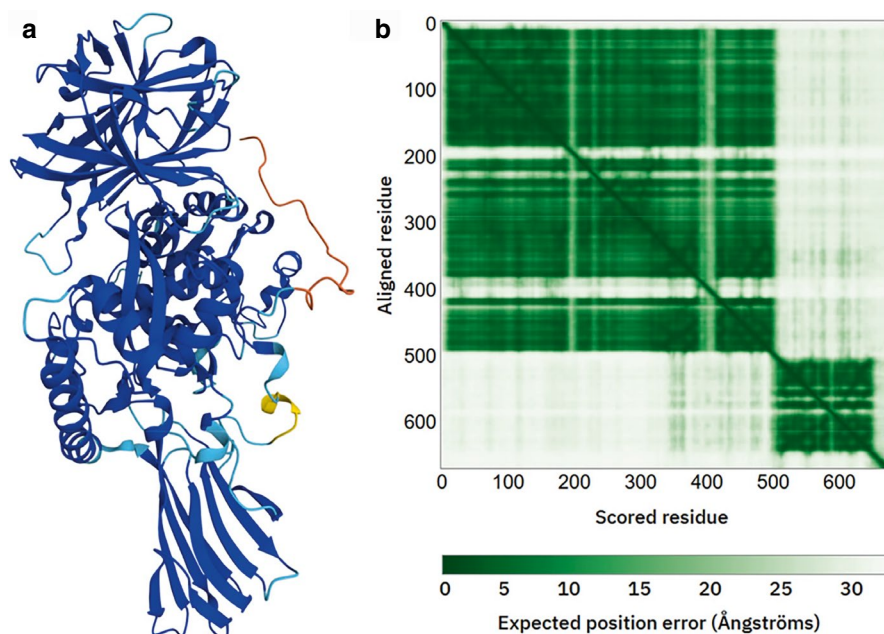 a
b
0
100
200
300
400
500
600
Aligned residue
0 100 200 300 400 500 600
Scored residue
0 5 10 15 20 25 30
Expected position error (Ångströms)